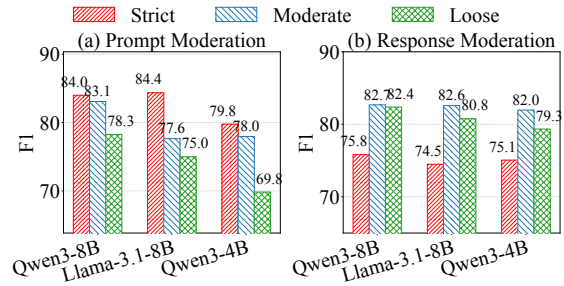 Strict Moderate Loose
(a) Prompt Moderation
90
80
70
F1
84.0 83.1 78.3
84.4 77.6 75.0
79.8 78.0 69.8
Qwen3-8B Llama-3.1-8B Qwen3-4B
(b) Response Moderation
90
80
70
F1
75.8 82.7 82.4
74.5 82.6 80.8
75.1 82.0 79.3
Qwen3-8B Llama-3.1-8B Qwen3-4B